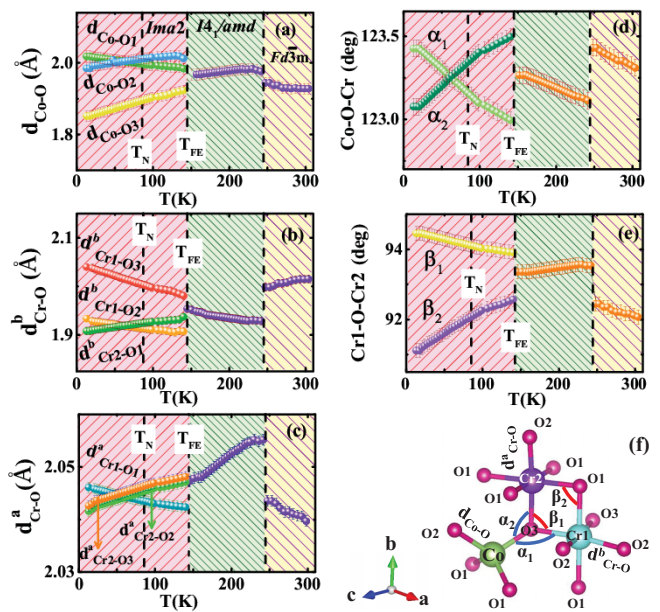 Ima2 I4₁/amd (a)
d_Co-O1
2.0
d_Co-O2
Fd3̅m
d_Co-O (Å)
1.8
d_Co-O3
T_N T_FE
0 100 200 300
T(K)
(b)
2.1
T_N
T_FE
d^b_Cr1-O3
d^b_Cr1-O2
d^b_Cr-O (Å)
1.9
d^b_Cr2-O1
0 100 200 300
T(K)
(c)
T_N T_FE
d^a_Cr1-O1
2.05
d^a_Cr-O (Å)
d^a_Cr2-O2
d^a_Cr2-O3
2.03
0 100 200 300
T(K)
(d)
123.5
α₁
Co-O-Cr (deg)
α₂
T_N
T_FE
123.0
0 100 200 300
T(K)
(e)
94
β₁
Cr1-O-Cr2 (deg)
T_N
β₂
92
T_FE
0 100 200 300
T(K)
(f)
O2
d^a_Cr-O
O1
O1
Cr2
O1
O1
β₂
O3
α₂
β₁
O3
d_Co-O
O2
Co
α₁
Cr1
O2
d^b_Cr-O
O1
O1
O1
b
c
a